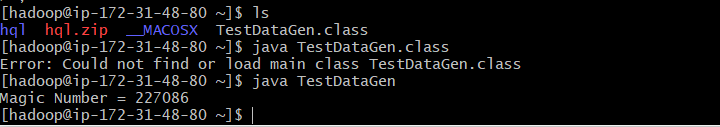 [hadoop@ip-172-31-48-80 ~]$ ls
hql hql.zip __MACOSX TestDataGen.class
[hadoop@ip-172-31-48-80 ~]$ java TestDataGen.class
Error: Could not find or load main class TestDataGen.class
[hadoop@ip-172-31-48-80 ~]$ java TestDataGen
Magic Number = 227086
[hadoop@ip-172-31-48-80 ~]$